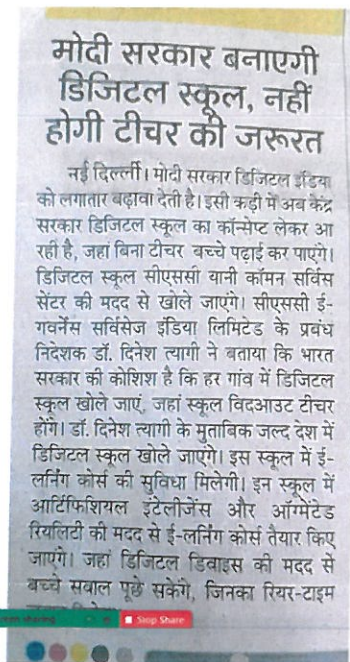 मोदी सरकार बनाएगी
डिजिटल स्कूल, नहीं
होगी टीचर की जरूरत
नई दिल्ली। मोदी सरकार डिजिटल इंडिया
को लगातार बढ़ावा देती है। इसी कड़ी में अब केंद्र
सरकार डिजिटल स्कूल का कॉन्सेप्ट लेकर आ
रही है, जहां बिना टीचर बच्चे पढ़ाई कर पाएंगे।
डिजिटल स्कूल सीएससी यानी कॉमन सर्विस
सेंटर की मदद से खोले जाएंगे। सीएससी ई-
गवर्नेंस सर्विसेज इंडिया लिमिटेड के प्रबंध
निदेशक डॉ. दिनेश त्यागी ने बताया कि भारत
सरकार की कोशिश है कि हर गांव में डिजिटल
स्कूल खोले जाएं, जहां स्कूल विदआउट टीचर
होंगे। डॉ. दिनेश त्यागी के मुताबिक जल्द देश में
डिजिटल स्कूल खोले जाएंगे। इस स्कूल में ई-
लर्निंग कोर्स की सुविधा मिलेगी। इन स्कूल में
आर्टिफिशियल इंटेलीजेंस और ऑग्मेंटेड
रियलिटी की मदद से ई-लर्निंग कोर्स तैयार किए
जाएंगे। जहां डिजिटल डिवाइस की मदद से
बच्चे सवाल पूछे सकेंगे, जिनका रियर-टाइम
Stop Share